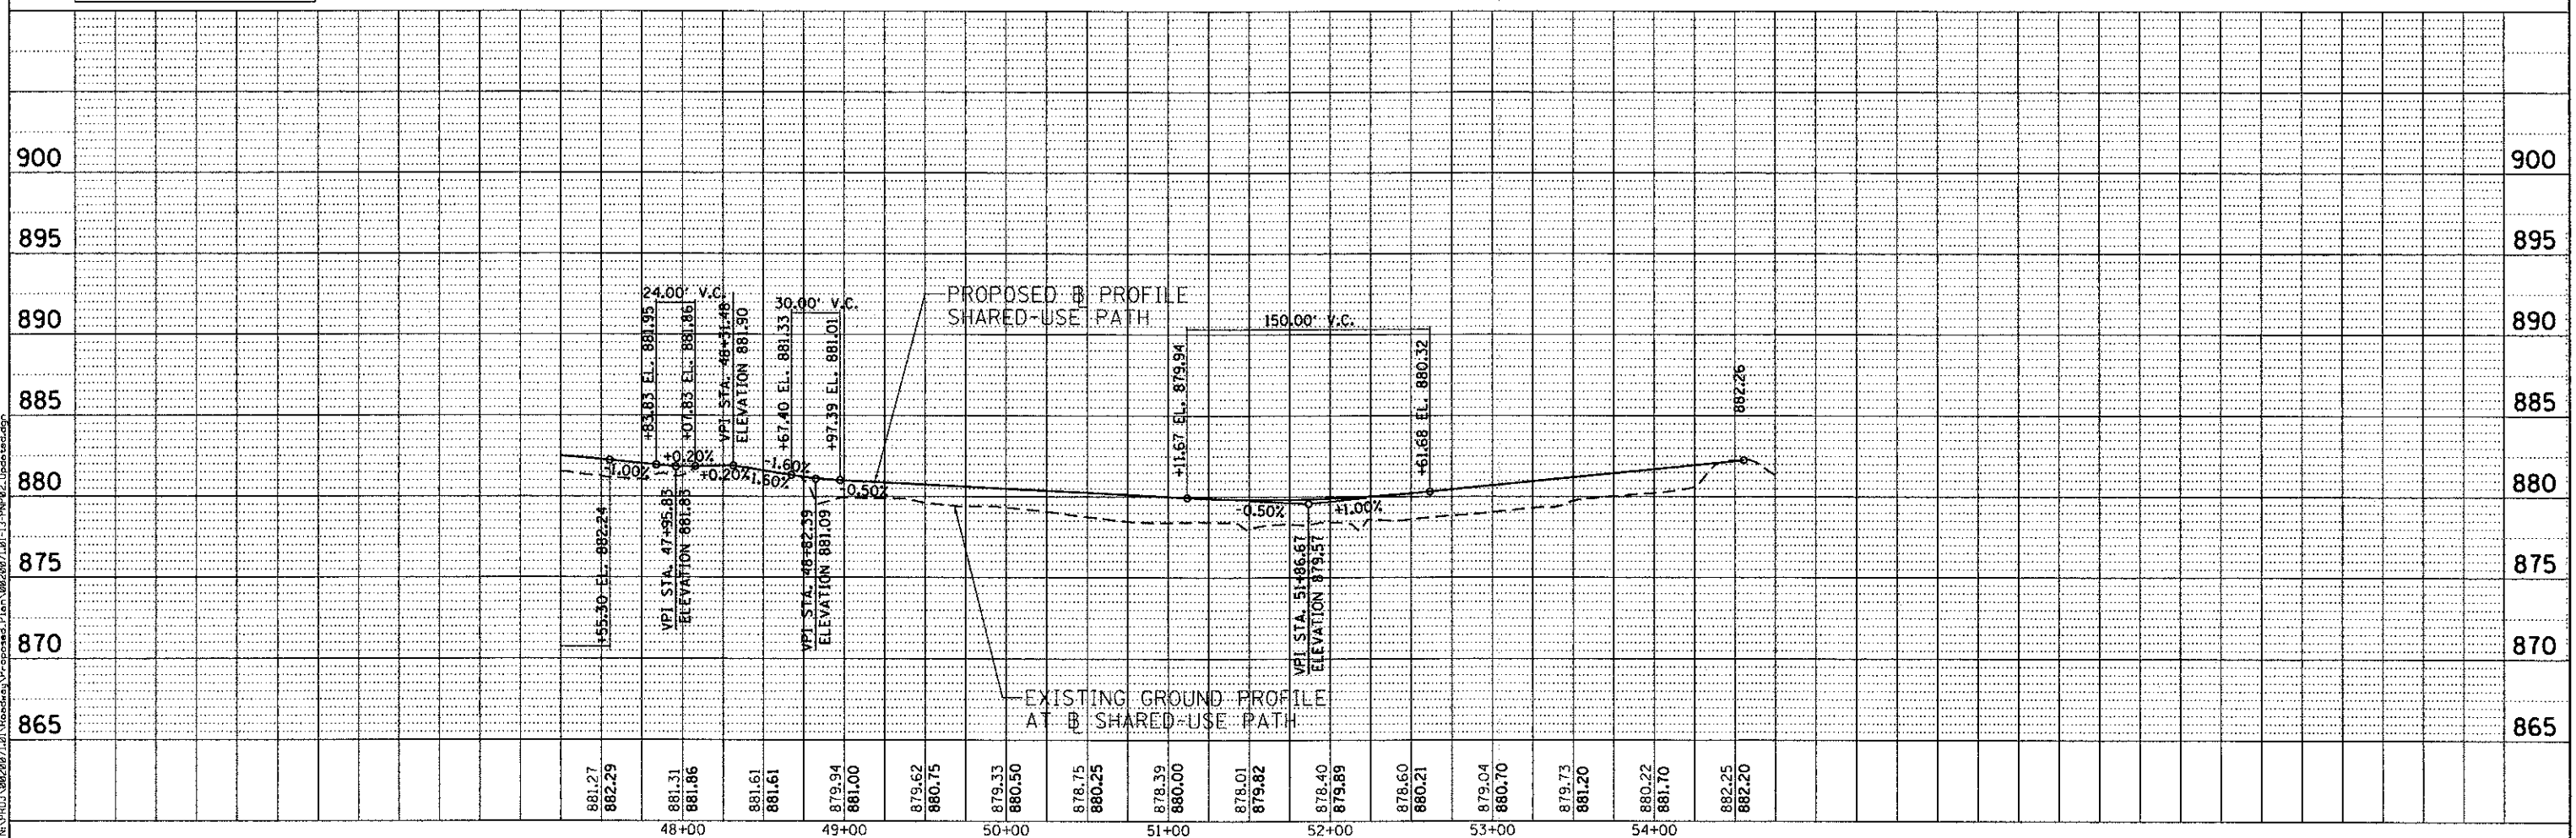 900
900
895
895
890
890
885
885
880
880
875
875
870
870
865
865
24.00' V.C.
30.00' V.C.
150.00' V.C.
PROPOSED ℄ PROFILE
SHARED-USE PATH
+55.30 EL. 882.24
+83.83 EL. 881.95
+07.83 EL. 881.86
VPI STA. 47+95.83
ELEVATION 881.83
VPI STA. 48+31.48
ELEVATION 881.90
+67.40 EL. 881.33
+97.39 EL. 881.01
VPI STA. 48+82.39
ELEVATION 881.09
+11.67 EL. 879.94
+61.68 EL. 880.32
VPI STA. 51+86.67
ELEVATION 879.57
882.26
-1.00%
+0.20%
+0.20%
-1.60%
-1.60%
0.50%
-0.50%
+1.00%
EXISTING GROUND PROFILE
AT ℄ SHARED-USE PATH
881.27
882.29
881.31
881.86
881.61
881.61
879.94
881.00
879.62
880.75
879.33
880.50
878.75
880.25
878.39
880.00
878.01
879.82
878.40
879.89
878.60
880.21
879.04
880.70
879.73
881.20
880.22
881.70
882.25
882.20
48+00
49+00
50+00
51+00
52+00
53+00
54+00